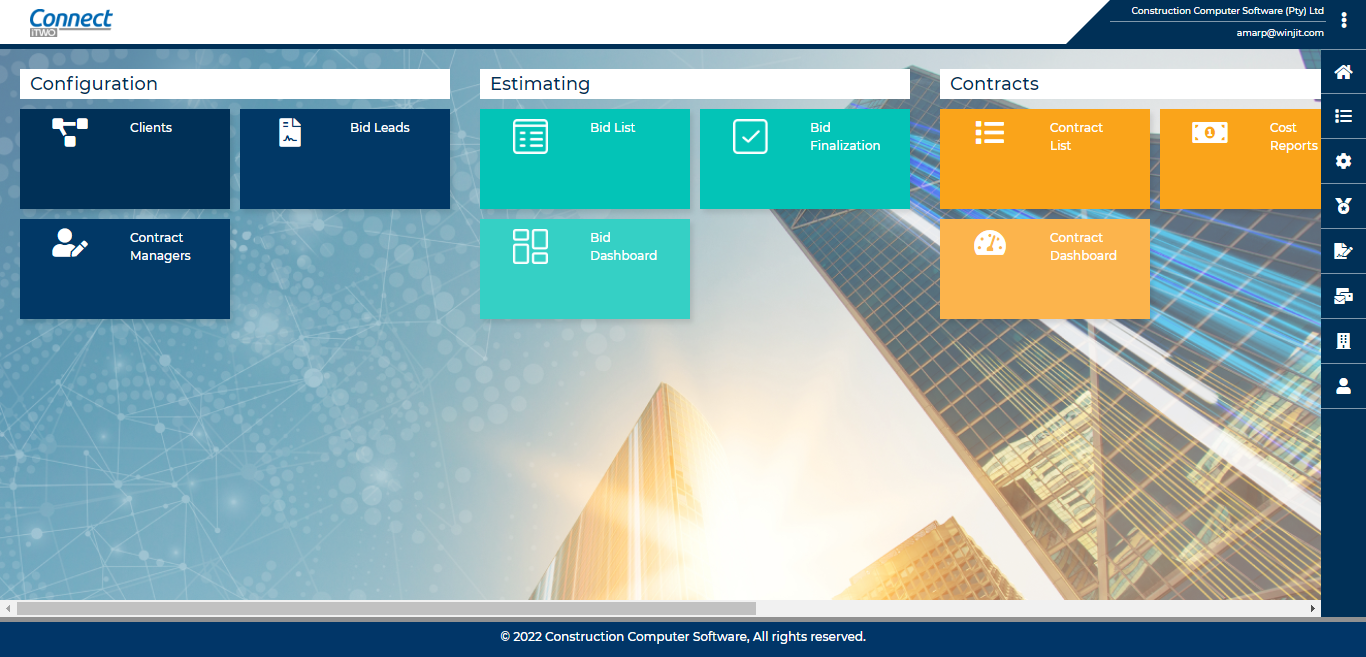 Connect
iTWO
Construction Computer Software (Pty) Ltd
amarp@winjit.com
Configuration
Clients
Bid Leads
Contract
Managers
Estimating
Bid List
Bid
Finalization
Bid
Dashboard
Contracts
Contract
List
Cost
Reports
Contract
Dashboard
© 2022 Construction Computer Software, All rights reserved.